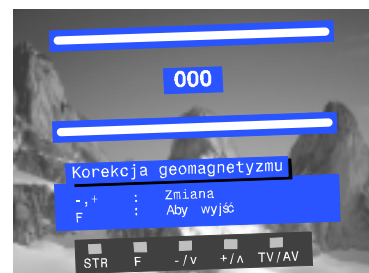 000
Korekcja geomagnetyzmu
-,+ : Zmiana
F : Aby wyjść
STR F -/v +/ʌ TV/AV